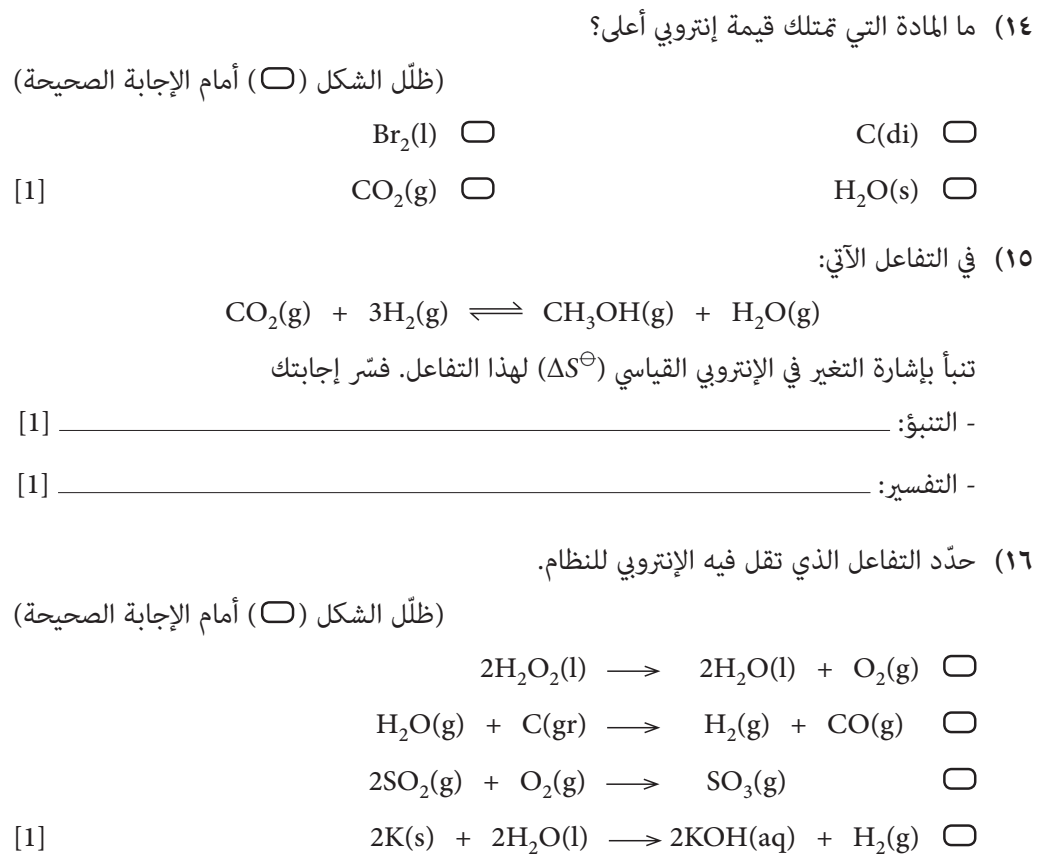 ١٤) ما المادة التي تمتلك قيمة إنتروبي أعلى؟
(ظلّل الشكل ( ) أمام الإجابة الصحيحة)
C(di) Br₂(l)
H₂O(s) CO₂(g) [1]
١٥) في التفاعل الآتي:
CO₂(g) + 3H₂(g) ⇌ CH₃OH(g) + H₂O(g)
تنبأ بإشارة التغير في الإنتروبي القياسي (ΔS⊖) لهذا التفاعل. فسّر إجابتك
- التنبؤ: [1]
- التفسير: [1]
١٦) حدّد التفاعل الذي تقل فيه الإنتروبي للنظام.
(ظلّل الشكل ( ) أمام الإجابة الصحيحة)
2H₂O₂(l) ⟶ 2H₂O(l) + O₂(g)
H₂O(g) + C(gr) ⟶ H₂(g) + CO(g)
2SO₂(g) + O₂(g) ⟶ SO₃(g)
2K(s) + 2H₂O(l) ⟶ 2KOH(aq) + H₂(g) [1]